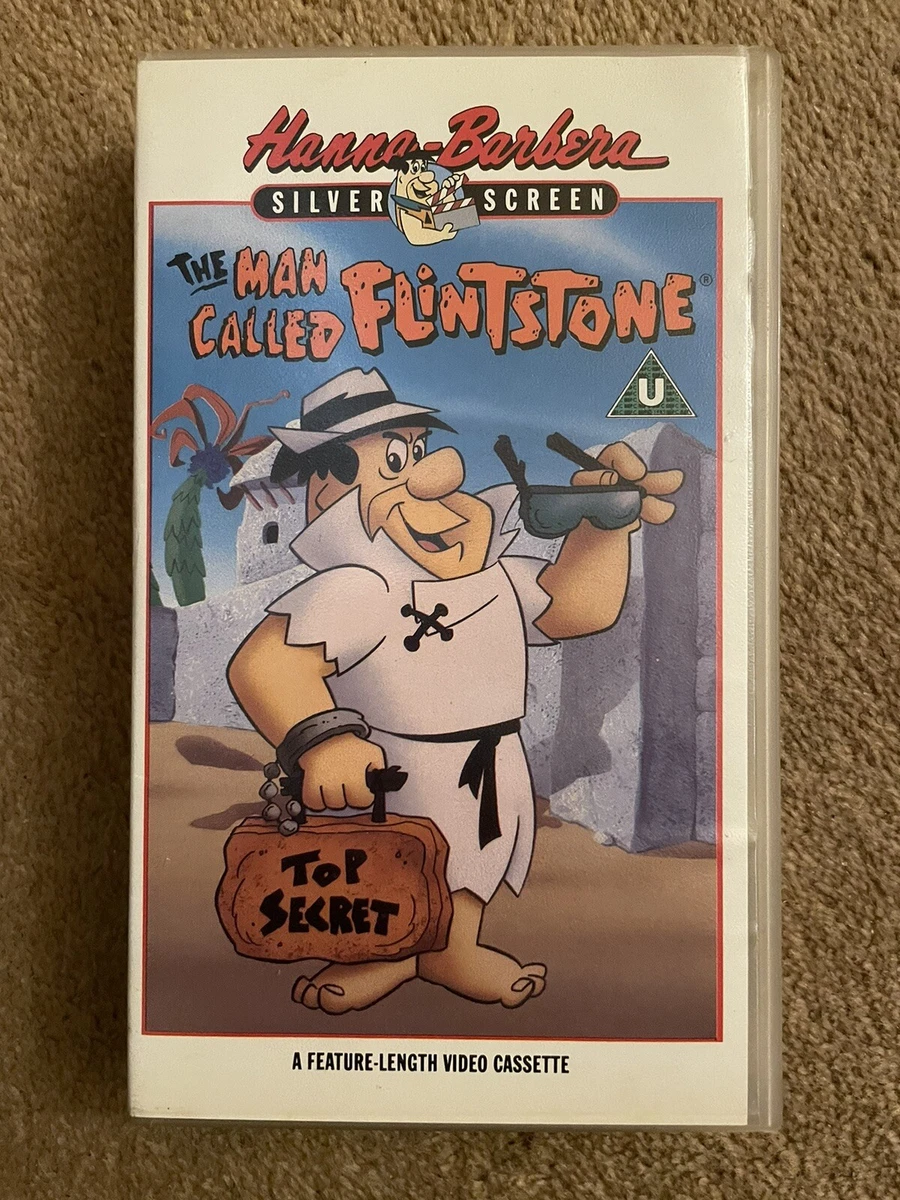 Hanna-Barbera
SILVER SCREEN
THE MAN
CALLED FLINTSTONE®
U
TOP
SECRET
A FEATURE-LENGTH VIDEO CASSETTE